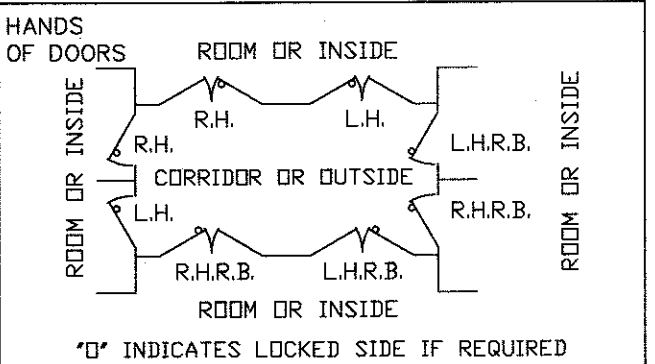 HANDS
OF DOORS
ROOM OR INSIDE
ROOM OR INSIDE
R.H.
L.H.
R.H.
L.H.R.B.
ROOM OR INSIDE
CORRIDOR OR OUTSIDE
L.H.
R.H.R.B.
R.H.R.B.
L.H.R.B.
ROOM OR INSIDE
"O" INDICATES LOCKED SIDE IF REQUIRED